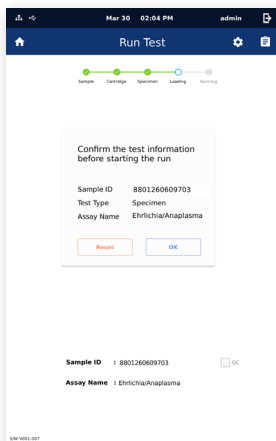 Mar 30 02:04 PM admin
Run Test
Sample Cartridge Specimen Loading Running
Confirm the test information
before starting the run
Sample ID 8801260609703
Test Type Specimen
Assay Name Ehrlichia/Anaplasma
Reset OK
Sample ID : 8801260609703 QC
Assay Name : Ehrlichia/Anaplasma
S/W V001.007